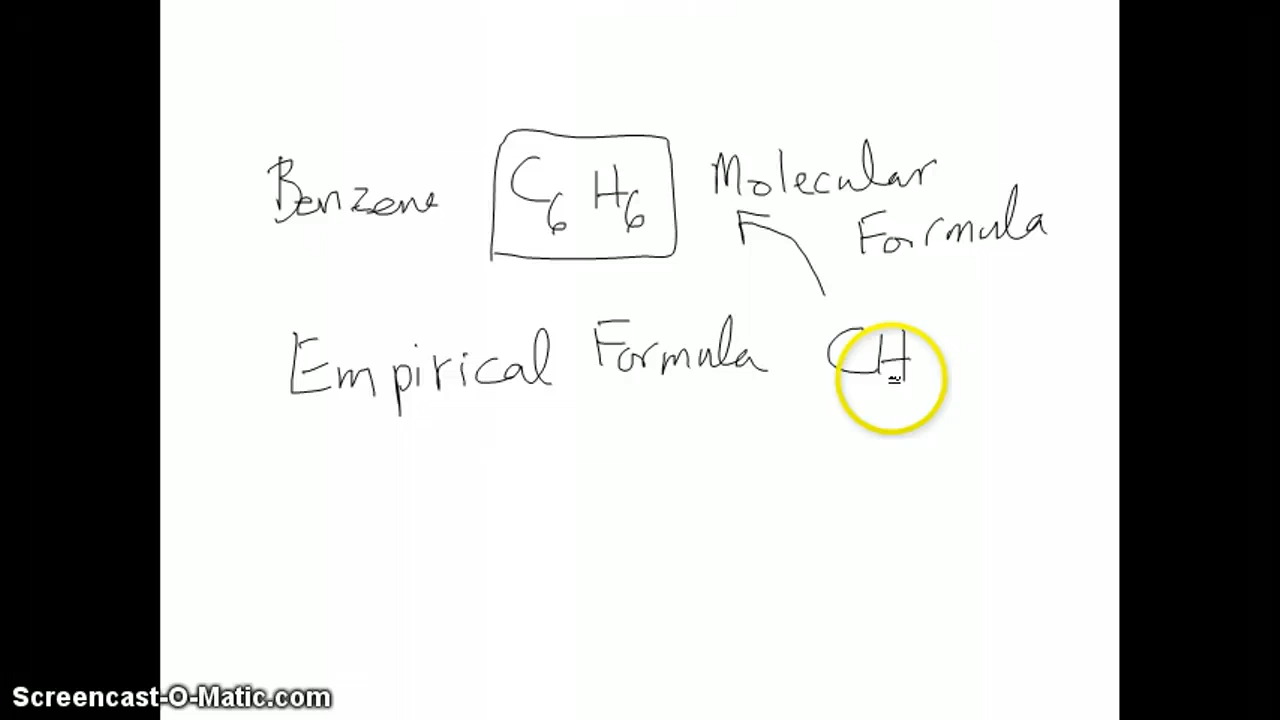 Benzene C6H6 Molecular
Formula
Empirical Formula CH
Screencast-O-Matic.com